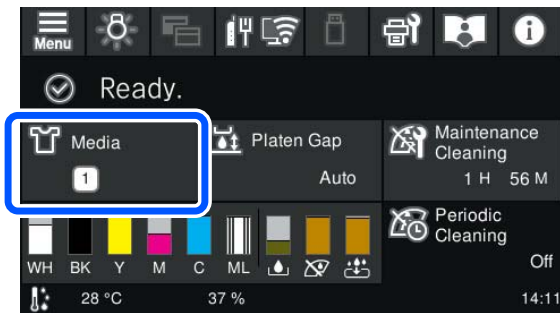 Menu
Ready.
Media
1
Platen Gap
Auto
Maintenance
Cleaning
1 H 56 M
WH BK Y M C ML
Periodic
Cleaning
Off
28 °C 37 % 14:11